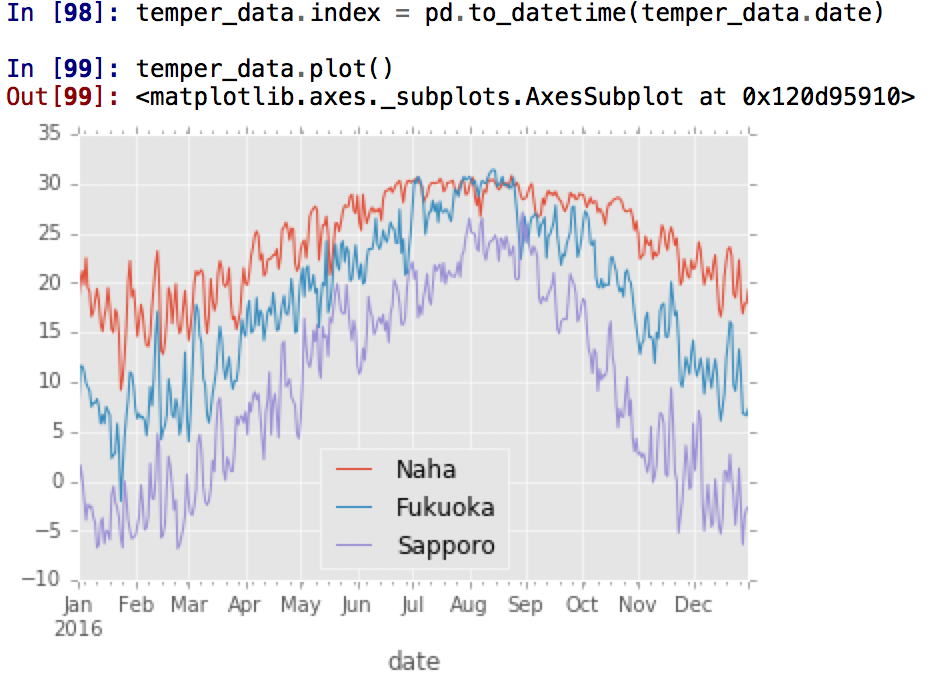 In [98]: temper_data.index = pd.to_datetime(temper_data.date)
In [99]: temper_data.plot()
Out[99]: <matplotlib.axes._subplots.AxesSubplot at 0x120d95910>
35
30
25
20
15
10
5
0
−5
−10
Naha
Fukuoka
Sapporo
Jan Feb Mar Apr May Jun Jul Aug Sep Oct Nov Dec
2016
date